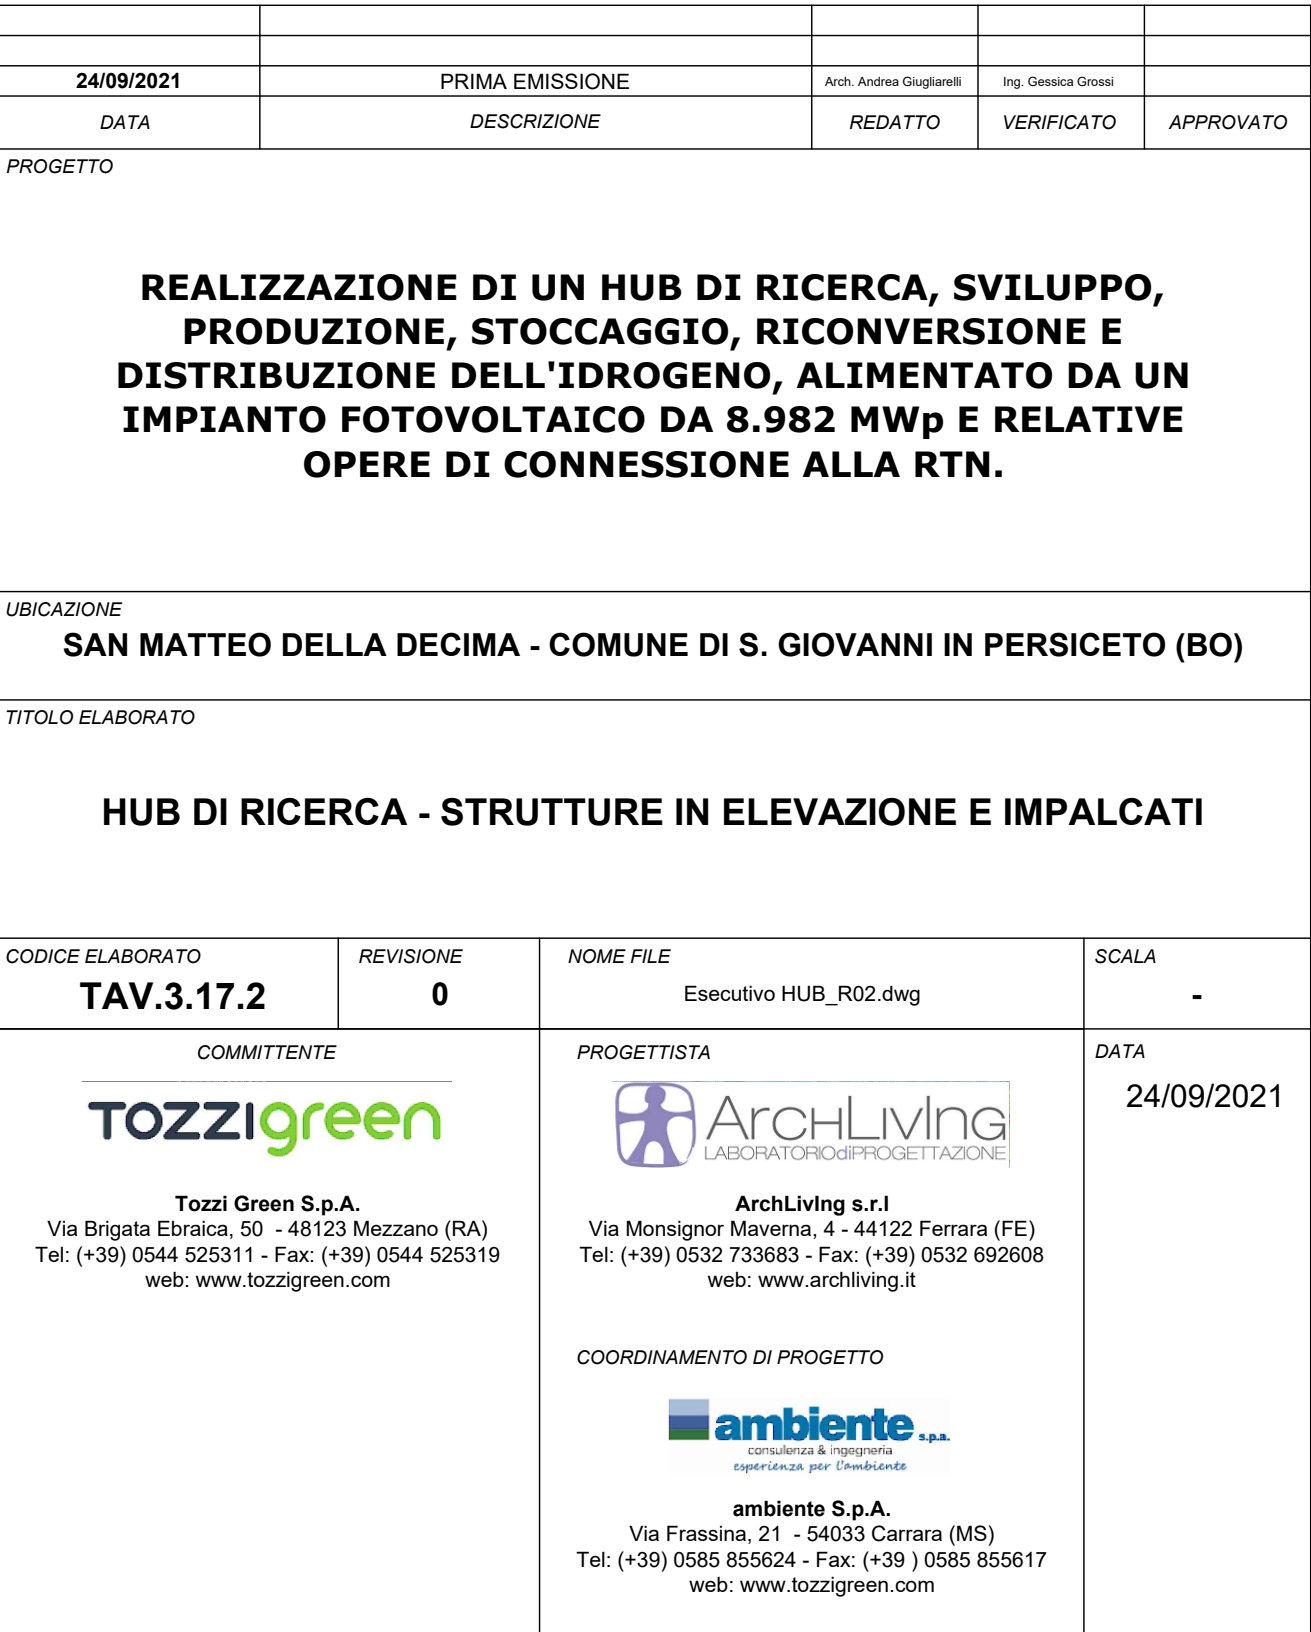 24/09/2021 PRIMA EMISSIONE Arch. Andrea Giugliarelli Ing. Gessica Grossi
DATA DESCRIZIONE REDATTO VERIFICATO APPROVATO
PROGETTO
REALIZZAZIONE DI UN HUB DI RICERCA, SVILUPPO,
PRODUZIONE, STOCCAGGIO, RICONVERSIONE E
DISTRIBUZIONE DELL'IDROGENO, ALIMENTATO DA UN
IMPIANTO FOTOVOLTAICO DA 8.982 MWp E RELATIVE
OPERE DI CONNESSIONE ALLA RTN.
UBICAZIONE
SAN MATTEO DELLA DECIMA - COMUNE DI S. GIOVANNI IN PERSICETO (BO)
TITOLO ELABORATO
HUB DI RICERCA - STRUTTURE IN ELEVAZIONE E IMPALCATI
CODICE ELABORATO
TAV.3.17.2
REVISIONE
0
NOME FILE
Esecutivo HUB_R02.dwg
SCALA
-
COMMITTENTE
TOZZIgreen
Tozzi Green S.p.A.
Via Brigata Ebraica, 50 - 48123 Mezzano (RA)
Tel: (+39) 0544 525311 - Fax: (+39) 0544 525319
web: www.tozzigreen.com
PROGETTISTA
ArcHLivIng
LABORATORIOdiPROGETTAZIONE
ArchLivIng s.r.l
Via Monsignor Maverna, 4 - 44122 Ferrara (FE)
Tel: (+39) 0532 733683 - Fax: (+39) 0532 692608
web: www.archliving.it
COORDINAMENTO DI PROGETTO
ambiente s.p.a.
consulenza & ingegneria
esperienza per l'ambiente
ambiente S.p.A.
Via Frassina, 21 - 54033 Carrara (MS)
Tel: (+39) 0585 855624 - Fax: (+39 ) 0585 855617
web: www.tozzigreen.com
DATA
24/09/2021